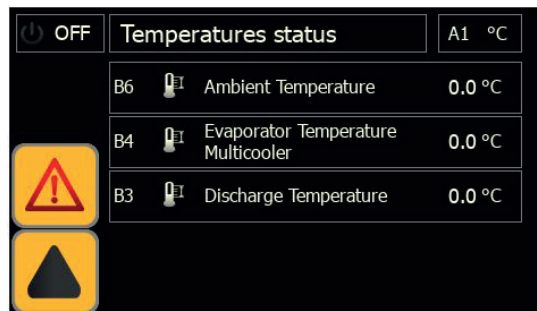 OFF Temperatures status A1 °C
B6 Ambient Temperature 0.0 °C
B4 Evaporator Temperature Multicooler 0.0 °C
B3 Discharge Temperature 0.0 °C